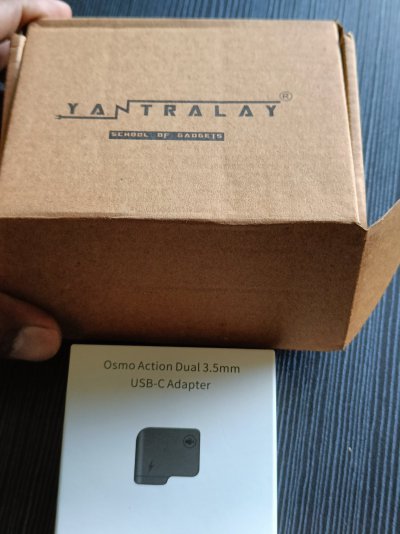 YANTRALAY®
SCHOOL OF GADGETS
Osmo Action Dual 3.5mm
USB-C Adapter